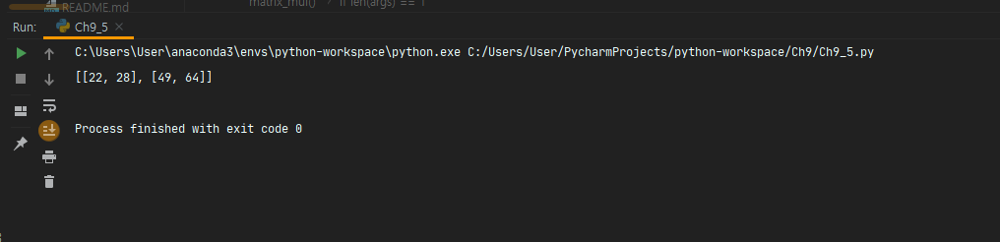 README.md
matrix_mul() > if len(args) == 1
Run: Ch9_5 ×
C:\Users\User\anaconda3\envs\python-workspace\python.exe C:/Users/User/PycharmProjects/python-workspace/Ch9/Ch9_5.py
[[22, 28], [49, 64]]
Process finished with exit code 0